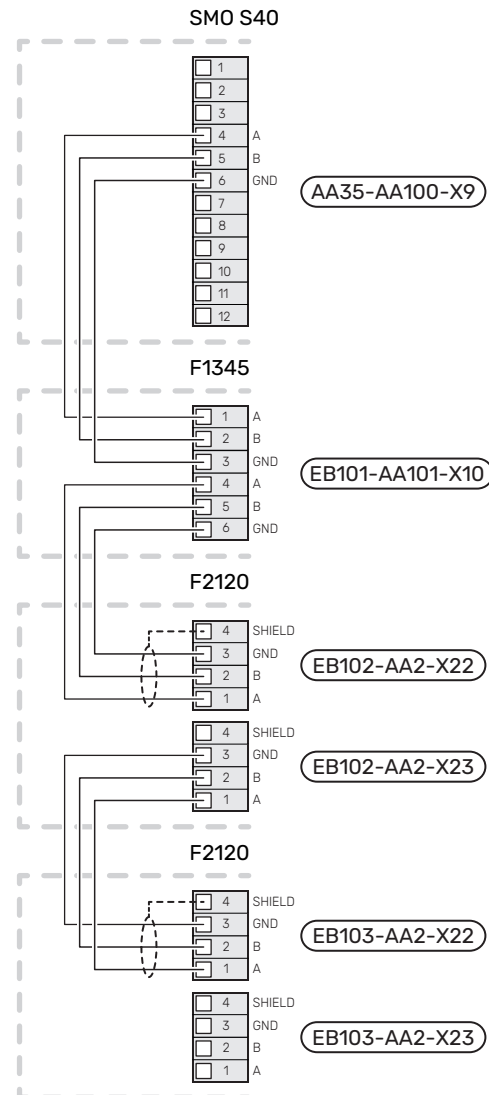 SMO S40
1
2
3
4 A
5 B
6 GND
AA35-AA100-X9
7
8
9
10
11
12
F1345
1 A
2 B
3 GND
EB101-AA101-X10
4 A
5 B
6 GND
F2120
4 SHIELD
3 GND
EB102-AA2-X22
2 B
1 A
4 SHIELD
3 GND
EB102-AA2-X23
2 B
1 A
F2120
4 SHIELD
3 GND
EB103-AA2-X22
2 B
1 A
4 SHIELD
3 GND
EB103-AA2-X23
2 B
1 A